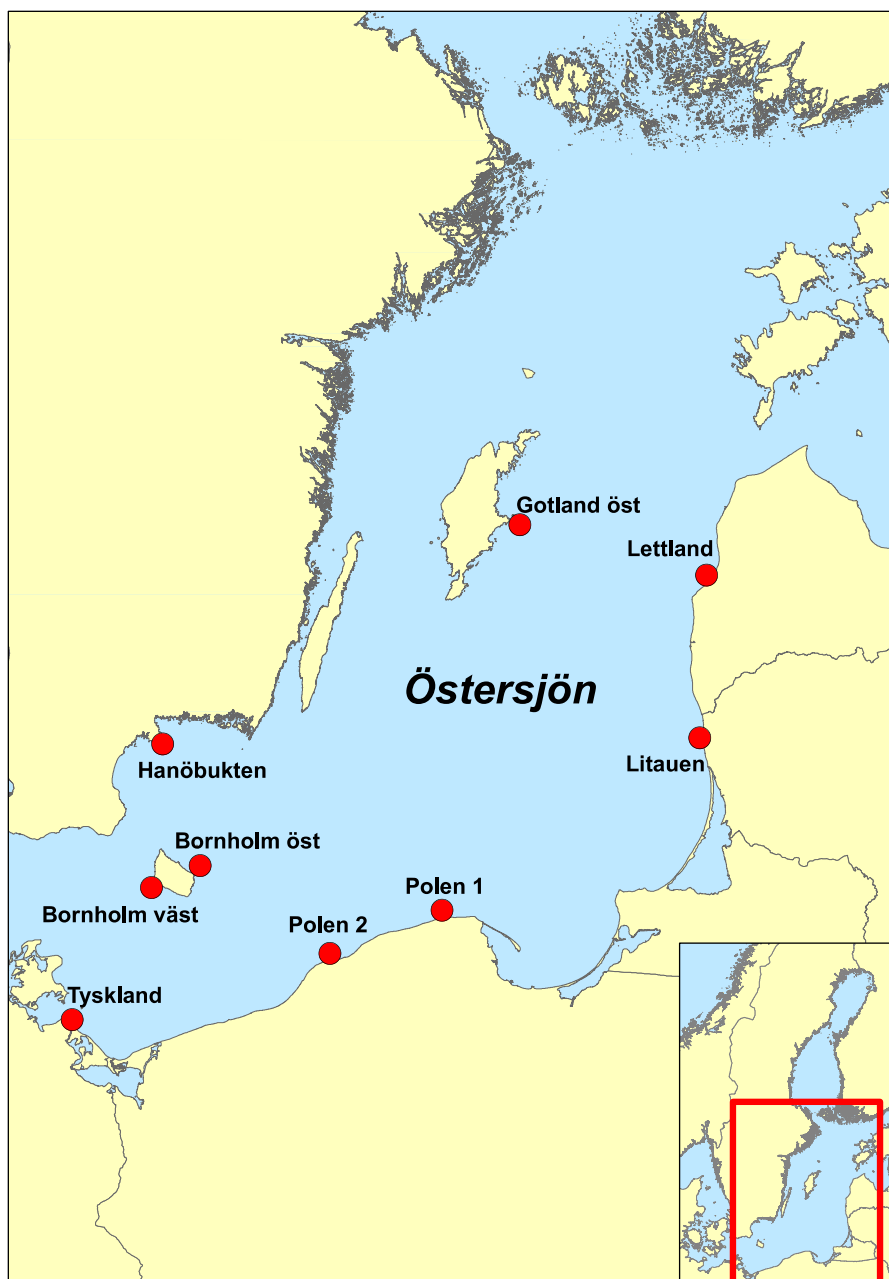 Gotland öst
Lettland
Östersjön
Litauen
Hanöbukten
Bornholm öst
Polen 1
Bornholm väst
Polen 2
Tyskland